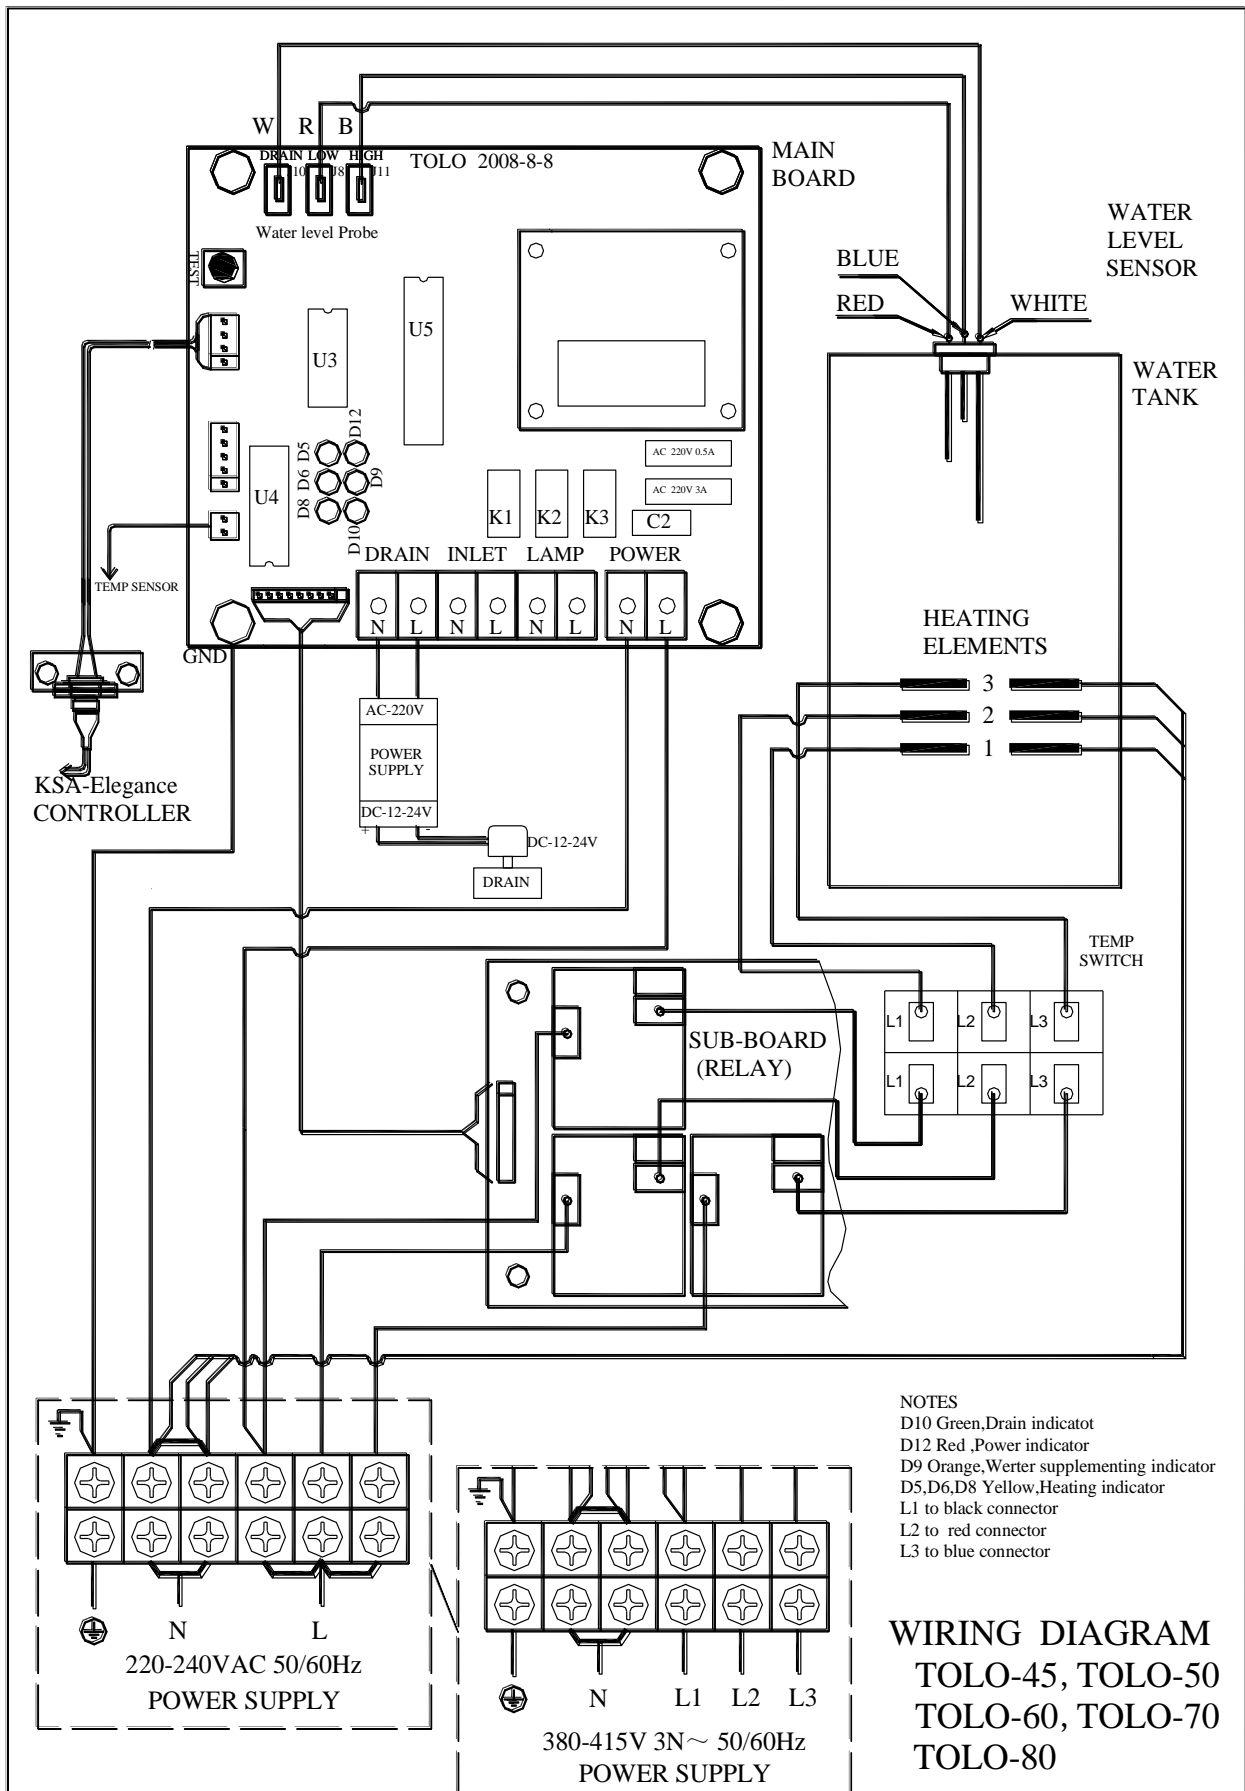 W R B
DRAIN LOW HIGH
TOLO 2008-8-8
10 J8 J11
MAIN
BOARD
Water level Probe
TEST
WATER
LEVEL
SENSOR
BLUE
RED
WHITE
WATER
TANK
U5
U3
U4
D12
D5
D6
D9
D8
D10
AC 220V 0.5A
AC 220V 3A
K1 K2 K3 C2
DRAIN INLET LAMP POWER
N L N L N L N L
TEMP SENSOR
GND
HEATING
ELEMENTS
3
2
1
AC-220V
POWER
SUPPLY
DC-12-24V
+ -
DC-12-24V
DRAIN
KSA-Elegance
CONTROLLER
TEMP
SWITCH
L1 L2 L3
L1 L2 L3
SUB-BOARD
(RELAY)
NOTES
D10 Green,Drain indicatot
D12 Red ,Power indicator
D9 Orange,Werter supplementing indicator
D5,D6,D8 Yellow,Heating indicator
L1 to black connector
L2 to red connector
L3 to blue connector
N L
220-240VAC 50/60Hz
POWER SUPPLY
N L1 L2 L3
380-415V 3N～ 50/60Hz
POWER SUPPLY
WIRING DIAGRAM
TOLO-45, TOLO-50
TOLO-60, TOLO-70
TOLO-80